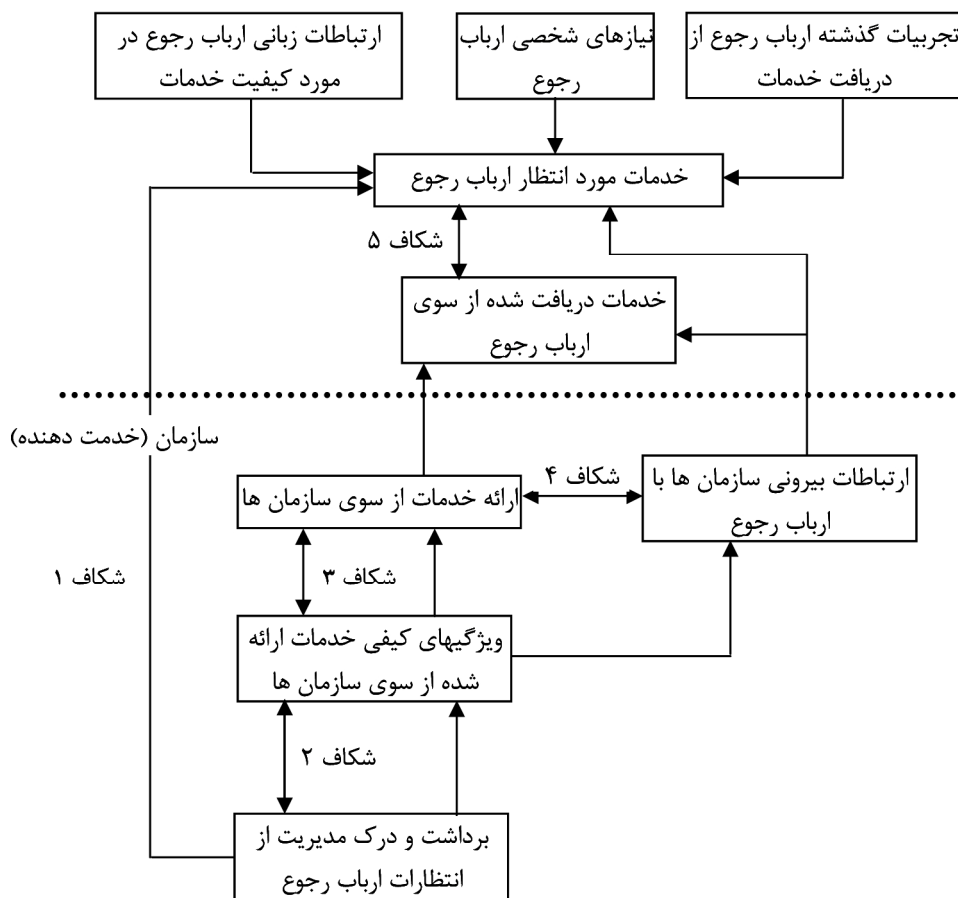 تجربیات گذشته ارباب رجوع از
دریافت خدمات
نیازهای شخصی ارباب
رجوع
ارتباطات زبانی ارباب رجوع در
مورد کیفیت خدمات
خدمات مورد انتظار ارباب رجوع
شکاف ۵
خدمات دریافت شده از سوی
ارباب رجوع
سازمان (خدمت دهنده)
ارتباطات بیرونی سازمان ها با
ارباب رجوع
شکاف ۴
ارائه خدمات از سوی سازمان ها
شکاف ۳
شکاف ۱
ویژگیهای کیفی خدمات ارائه
شده از سوی سازمان ها
شکاف ۲
برداشت و درک مدیریت از
انتظارات ارباب رجوع